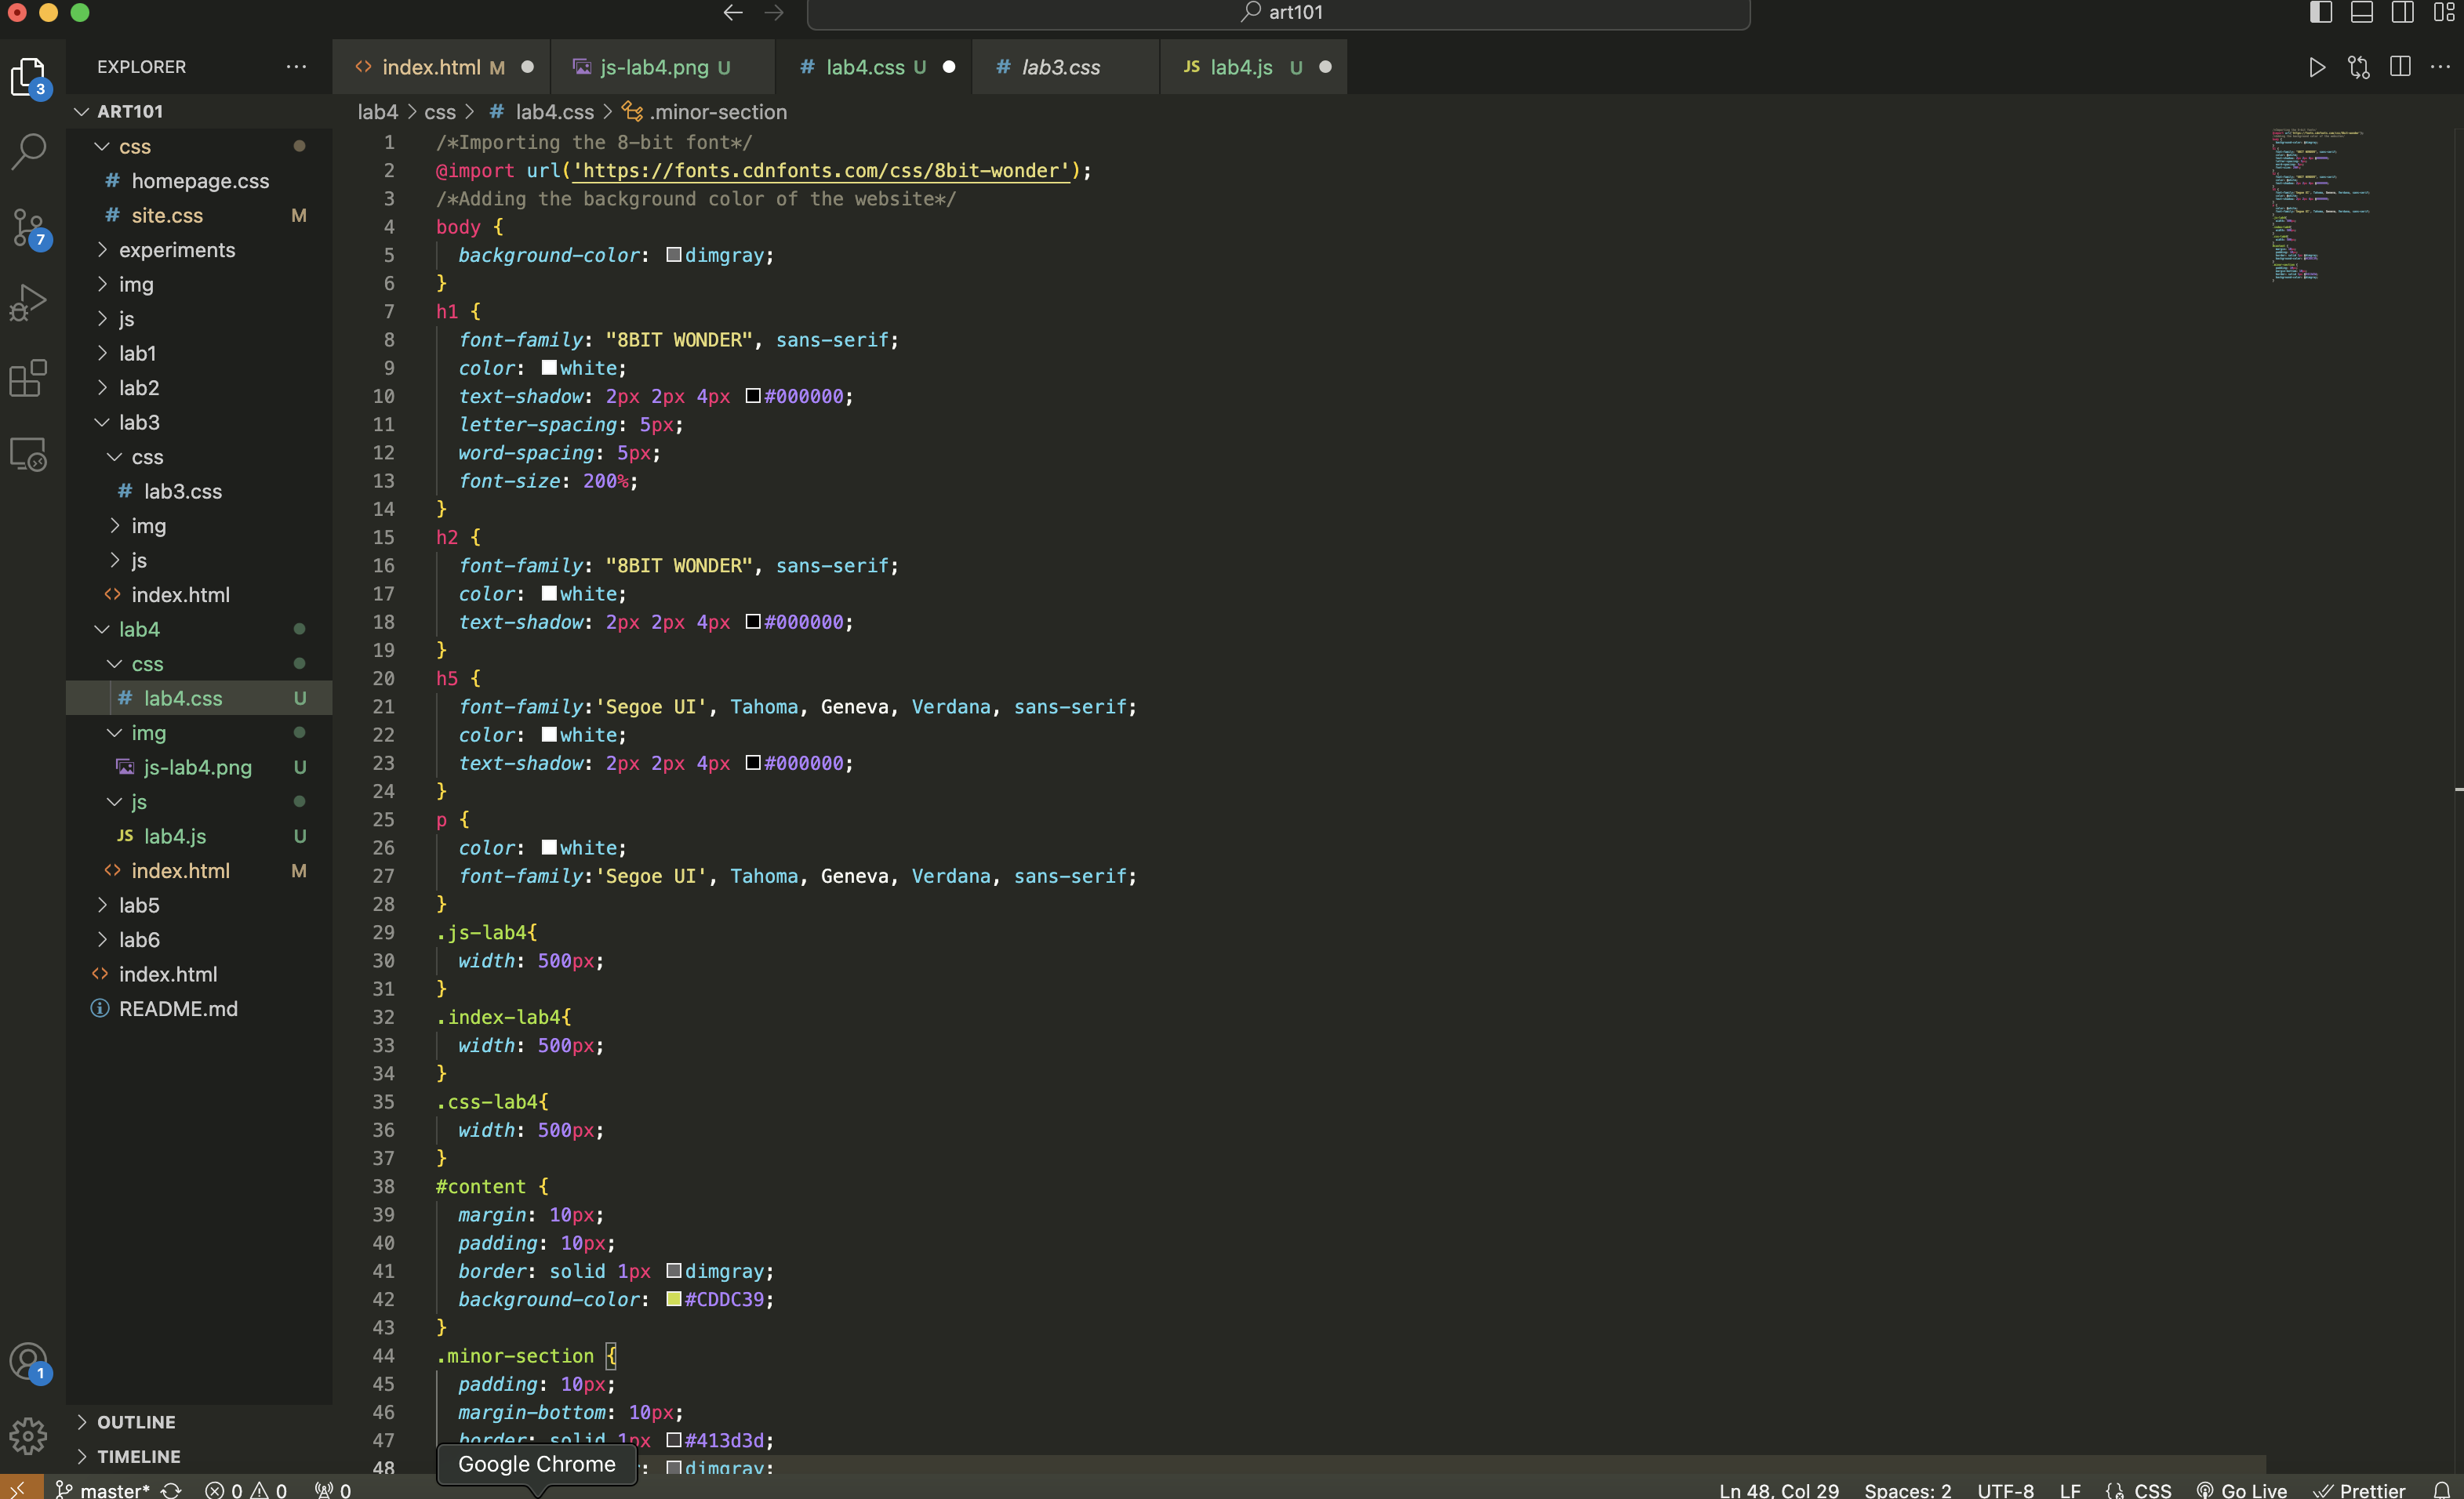 art101
EXPLORER
index.html M
js-lab4.png U
lab4.css U
lab3.css
JS lab4.js U
3
ART101
lab4 > css > # lab4.css > .minor-section
css
# homepage.css
# site.css M
7
experiments
img
js
lab1
lab2
lab3
css
# lab3.css
img
js
index.html
lab4
css
# lab4.css U
img
js-lab4.png U
js
JS lab4.js U
index.html M
lab5
lab6
index.html
README.md
1
OUTLINE
TIMELINE
1 /*Importing the 8-bit font*/
2 @import url('https://fonts.cdnfonts.com/css/8bit-wonder');
3 /*Adding the background color of the website*/
4 body {
5 background-color: dimgray;
6 }
7 h1 {
8 font-family: "8BIT WONDER", sans-serif;
9 color: white;
10 text-shadow: 2px 2px 4px #000000;
11 letter-spacing: 5px;
12 word-spacing: 5px;
13 font-size: 200%;
14 }
15 h2 {
16 font-family: "8BIT WONDER", sans-serif;
17 color: white;
18 text-shadow: 2px 2px 4px #000000;
19 }
20 h5 {
21 font-family:'Segoe UI', Tahoma, Geneva, Verdana, sans-serif;
22 color: white;
23 text-shadow: 2px 2px 4px #000000;
24 }
25 p {
26 color: white;
27 font-family:'Segoe UI', Tahoma, Geneva, Verdana, sans-serif;
28 }
29 .js-lab4{
30 width: 500px;
31 }
32 .index-lab4{
33 width: 500px;
34 }
35 .css-lab4{
36 width: 500px;
37 }
38 #content {
39 margin: 10px;
40 padding: 10px;
41 border: solid 1px dimgray;
42 background-color: #CDDC39;
43 }
44 .minor-section {
45 padding: 10px;
46 margin-bottom: 10px;
47 border: solid 1px #413d3d;
48 : dimgray;
Google Chrome
master* 0 0 0
Ln 48, Col 29 Spaces: 2 UTF-8 LF {} CSS Go Live Prettier